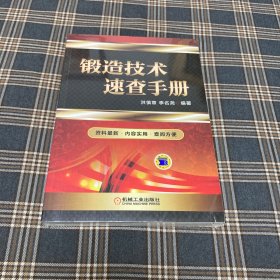 锻造技术
速查手册
洪慎章 李名尧 编著
资料最新·内容实用·查阅方便
机械工业出版社
CHINA MACHINE PRESS